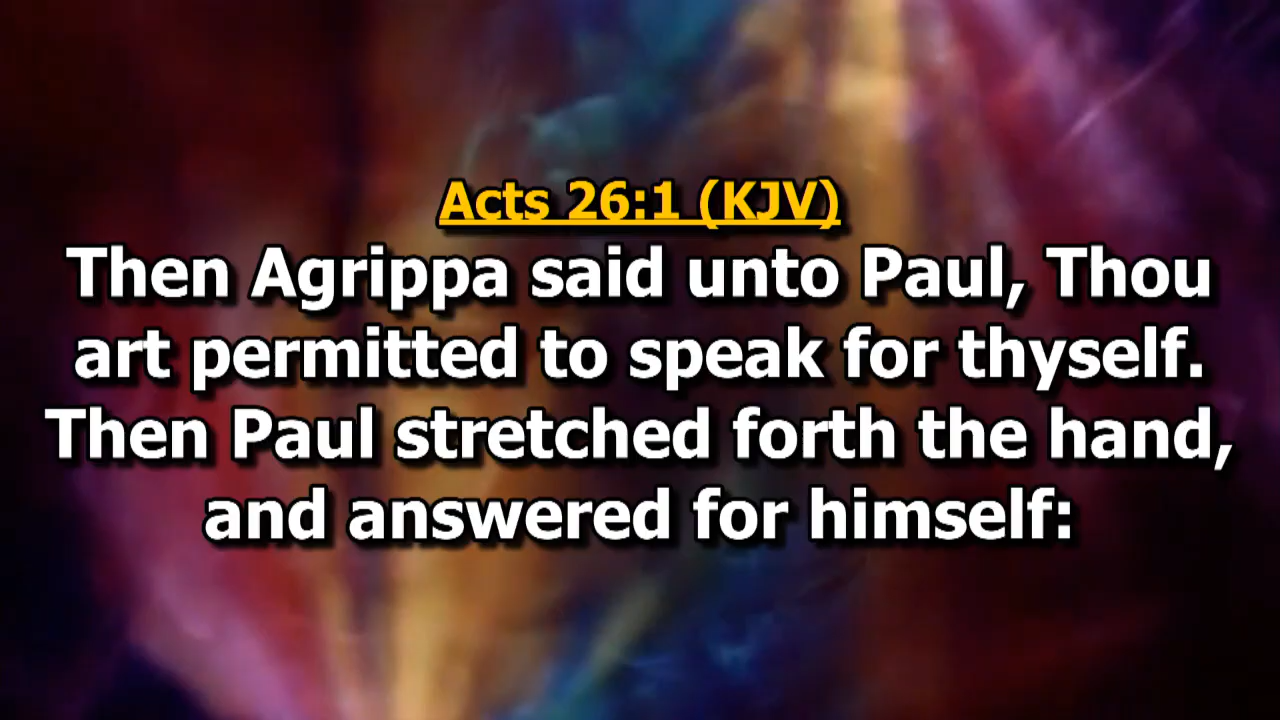 Acts 26:1 (KJV)
Then Agrippa said unto Paul, Thou
art permitted to speak for thyself.
Then Paul stretched forth the hand,
and answered for himself: